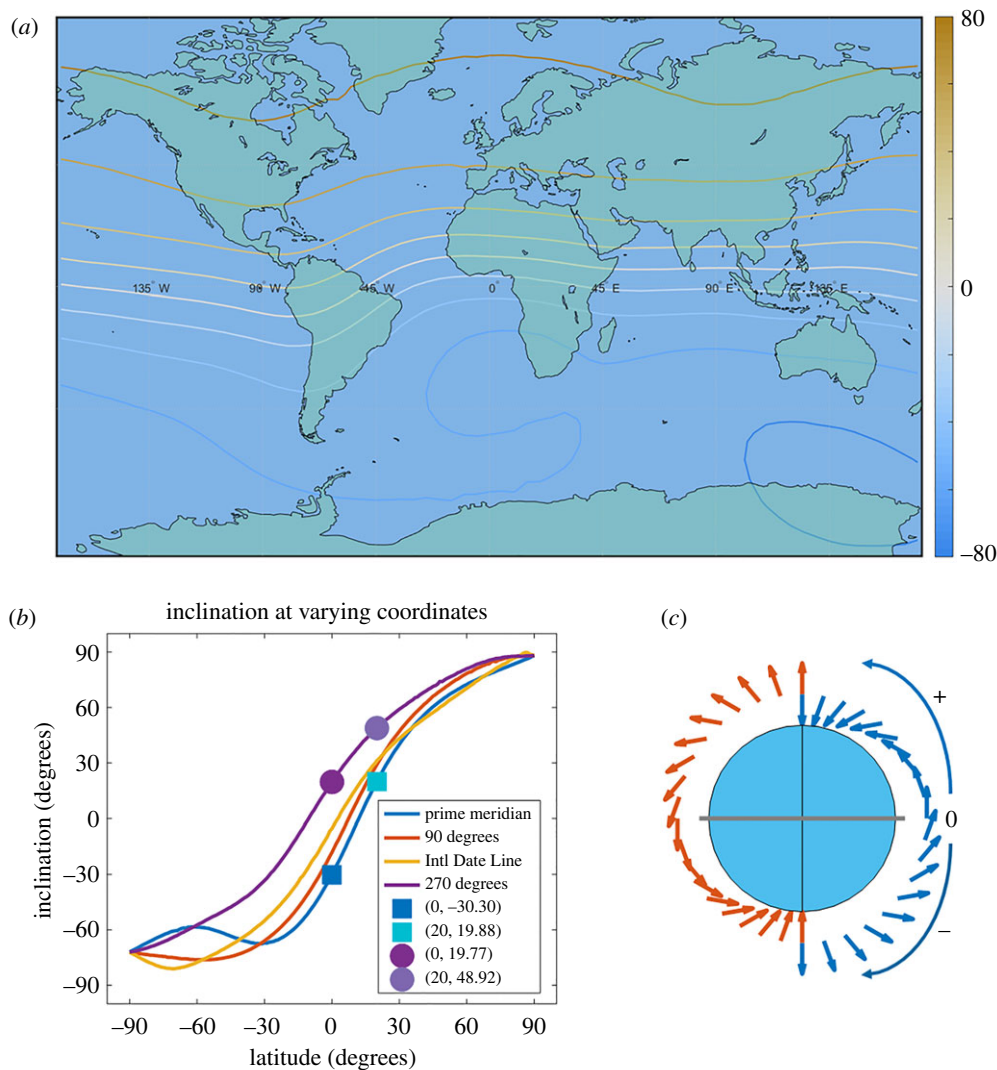 (a)
80
0
–80
135° W
90° W
45° W
0°
45° E
90° E
135° E
(b)
inclination at varying coordinates
90
60
30
0
–30
–60
–90
inclination (degrees)
prime meridian
90 degrees
Intl Date Line
270 degrees
(0, –30.30)
(20, 19.88)
(0, 19.77)
(20, 48.92)
–90
–60
–30
0
30
60
90
latitude (degrees)
(c)
+
0
–